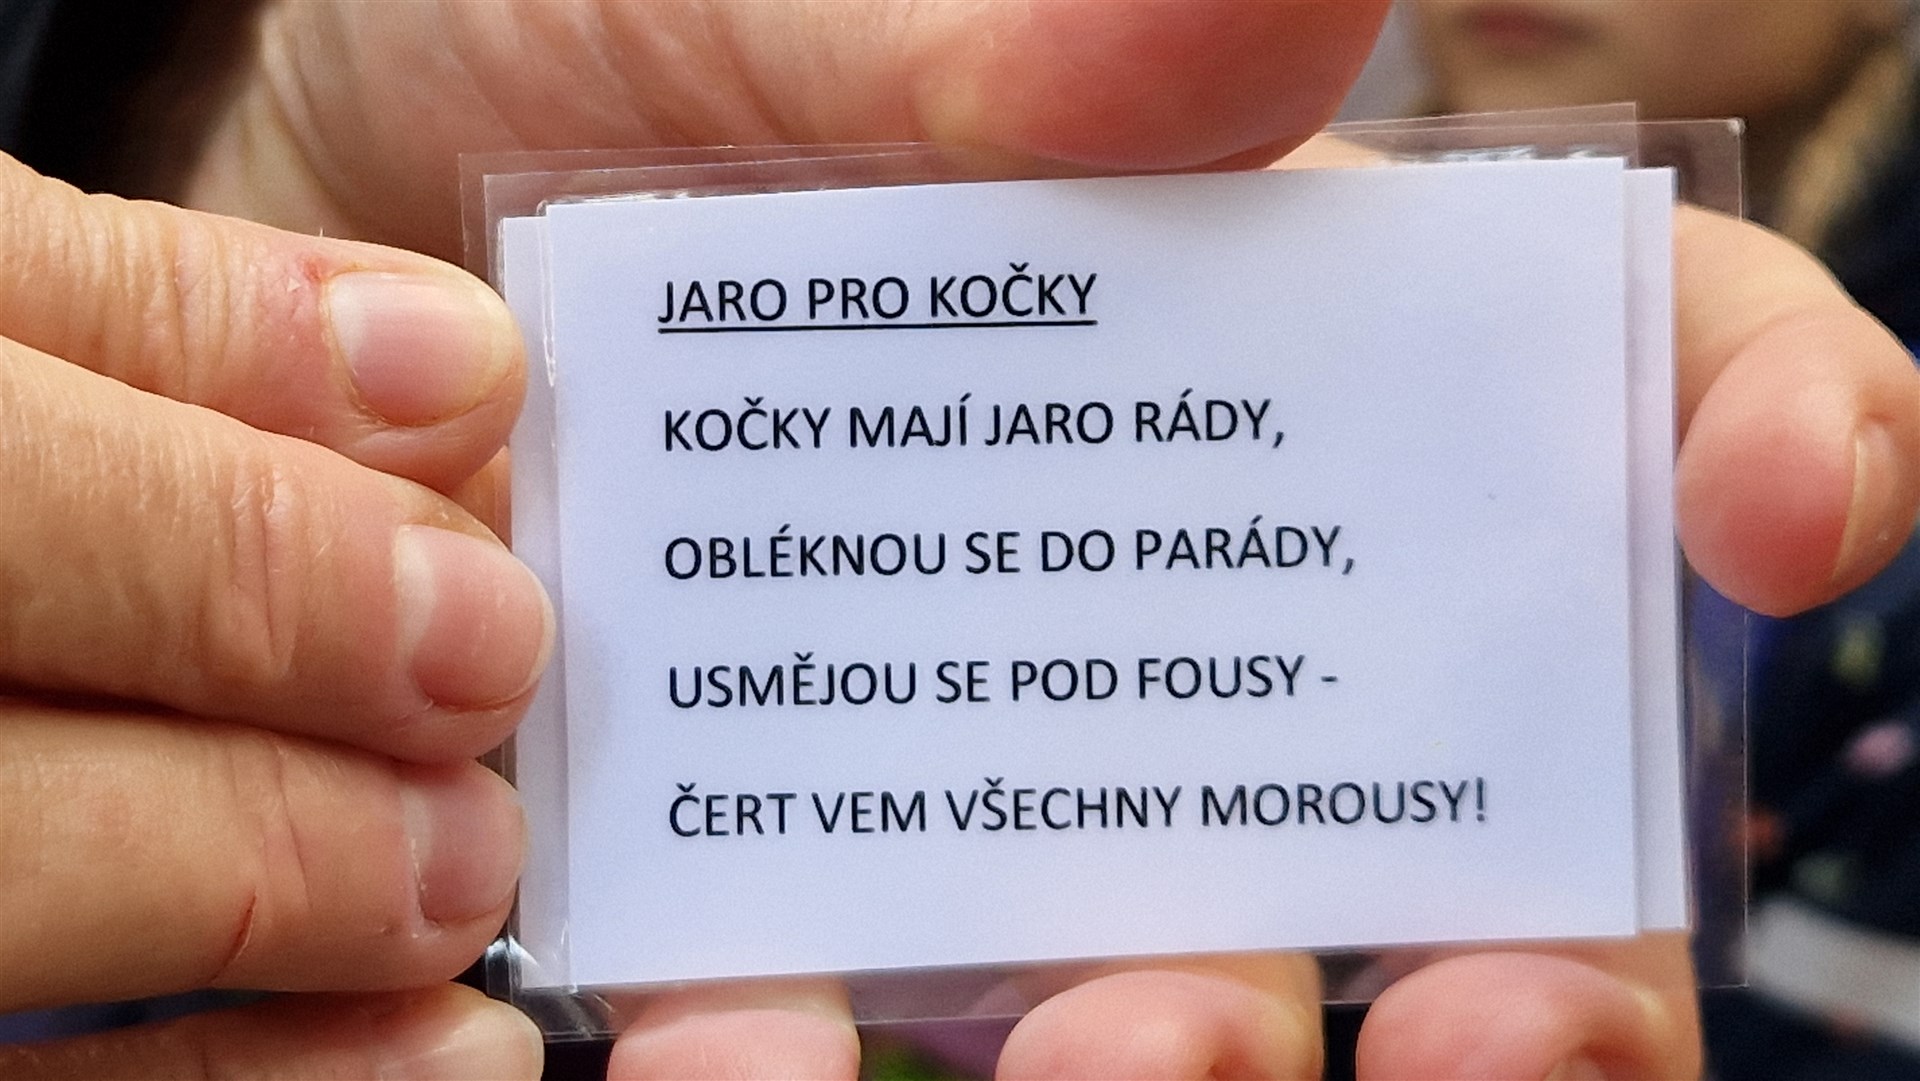 JARO PRO KOČKY
KOČKY MAJÍ JARO RÁDY,
OBLÉKNOU SE DO PARÁDY,
USMĚJOU SE POD FOUSY -
ČERT VEM VŠECHNY MOROUSY!